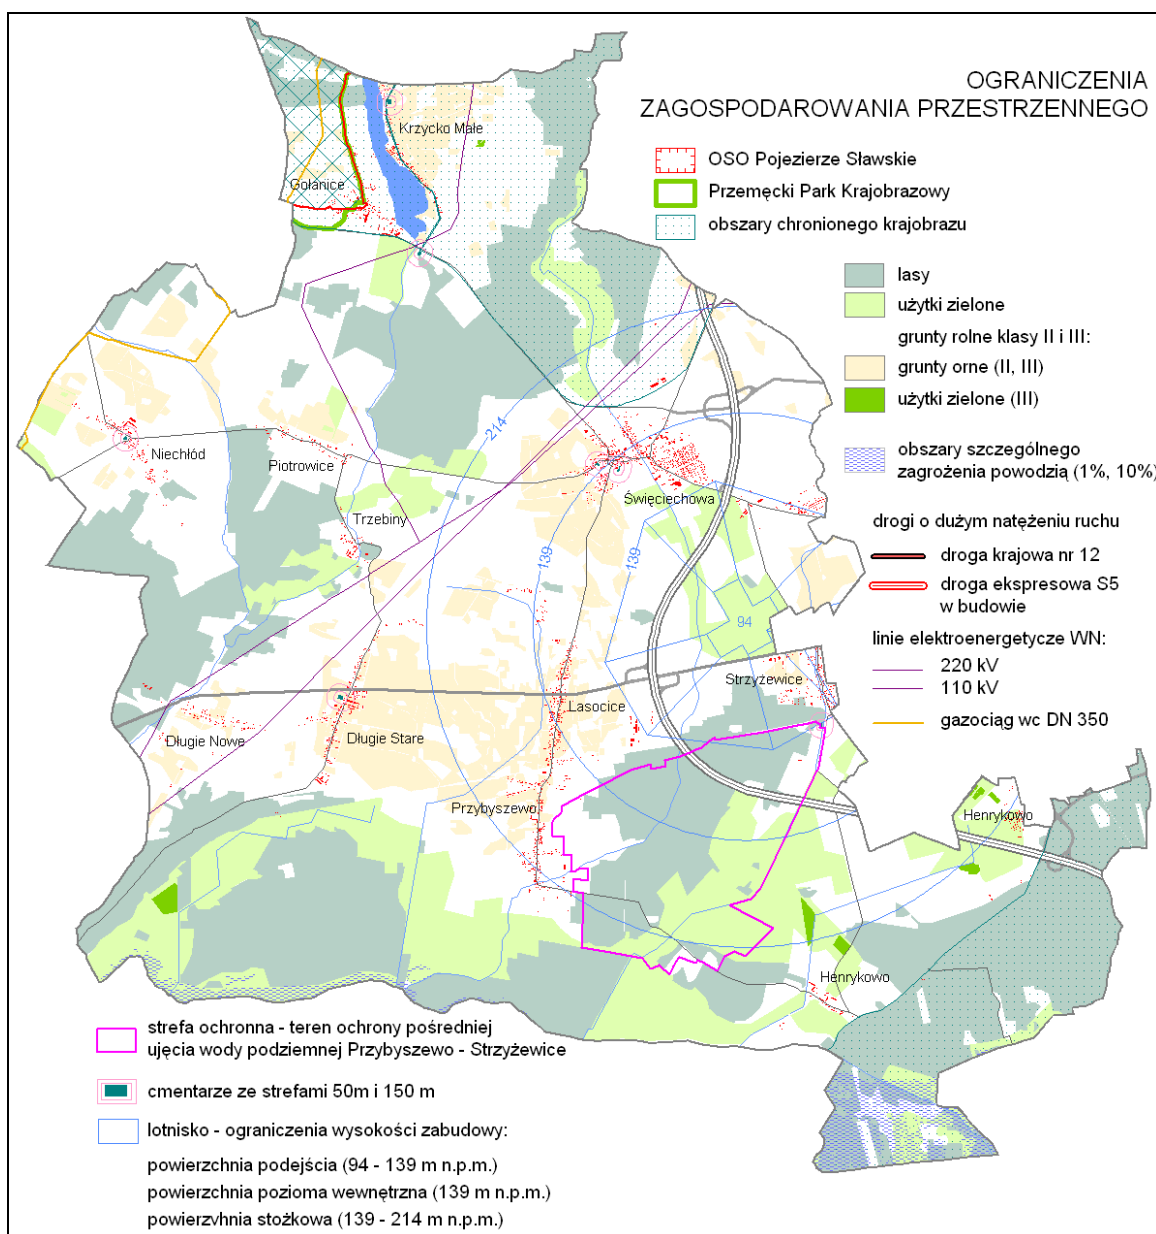 OGRANICZENIA
ZAGOSPODAROWANIA PRZESTRZENNEGO
OSO Pojezierze Sławskie
Przemęcki Park Krajobrazowy
obszary chronionego krajobrazu
lasy
użytki zielone
grunty rolne klasy II i III:
grunty orne (II, III)
użytki zielone (III)
obszary szczególnego
zagrożenia powodzią (1%, 10%)
drogi o dużym natężeniu ruchu
droga krajowa nr 12
droga ekspresowa S5
w budowie
linie elektroenergetycze WN:
220 kV
110 kV
gazociąg wc DN 350
Krzycko Małe
Gołanice
Niechłód
Piotrowice
Trzebiny
Święciechowa
214
139
139
94
Strzyżewice
Lasocice
Długie Nowe
Długie Stare
Przybyszewo
Henrykowo
Henrykowo
strefa ochronna - teren ochrony pośredniej
ujęcia wody podziemnej Przybyszewo - Strzyżewice
cmentarze ze strefami 50m i 150 m
lotnisko - ograniczenia wysokości zabudowy:
powierzchnia podejścia (94 - 139 m n.p.m.)
powierzchnia pozioma wewnętrzna (139 m n.p.m.)
powierzvhnia stożkowa (139 - 214 m n.p.m.)